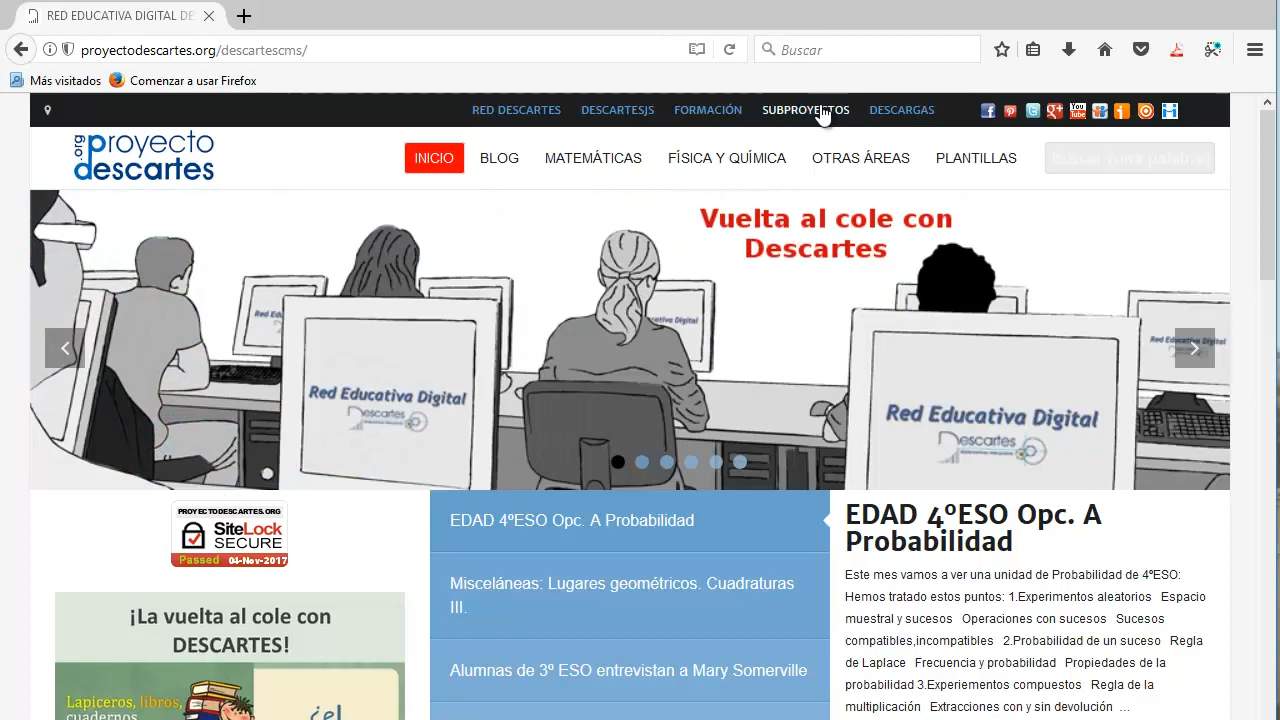 RED EDUCATIVA DIGITAL DE
proyectodescartes.org/descartescms/
Buscar
Más visitados
Comenzar a usar Firefox
RED DESCARTES
DESCARTESJS
FORMACIÓN
SUBPROYECTOS
DESCARGAS
You Tube
.org proyecto
descartes
INICIO
BLOG
MATEMÁTICAS
FÍSICA Y QUÍMICA
OTRAS ÁREAS
PLANTILLAS
Vuelta al cole con
Descartes
Red Educativa Digital
Descartes
Red Educativa Digital
Descartes
PROYECTODESCARTES.ORG
SiteLock
SECURE
Passed 04-Nov-2017
¡La vuelta al cole con
DESCARTES!
Lapiceros, libros,
cuadernos
¿el
EDAD 4ºESO Opc. A Probabilidad
Misceláneas: Lugares geométricos. Cuadraturas
III.
Alumnas de 3º ESO entrevistan a Mary Somerville
EDAD 4ºESO Opc. A
Probabilidad
Este mes vamos a ver una unidad de Probabilidad de 4ºESO:
Hemos tratado estos puntos: 1.Experimentos aleatorios Espacio
muestral y sucesos Operaciones con sucesos Sucesos
compatibles,incompatibles 2.Probabilidad de un suceso Regla
de Laplace Frecuencia y probabilidad Propiedades de la
probabilidad 3.Experiementos compuestos Regla de la
multiplicación Extracciones con y sin devolución ...